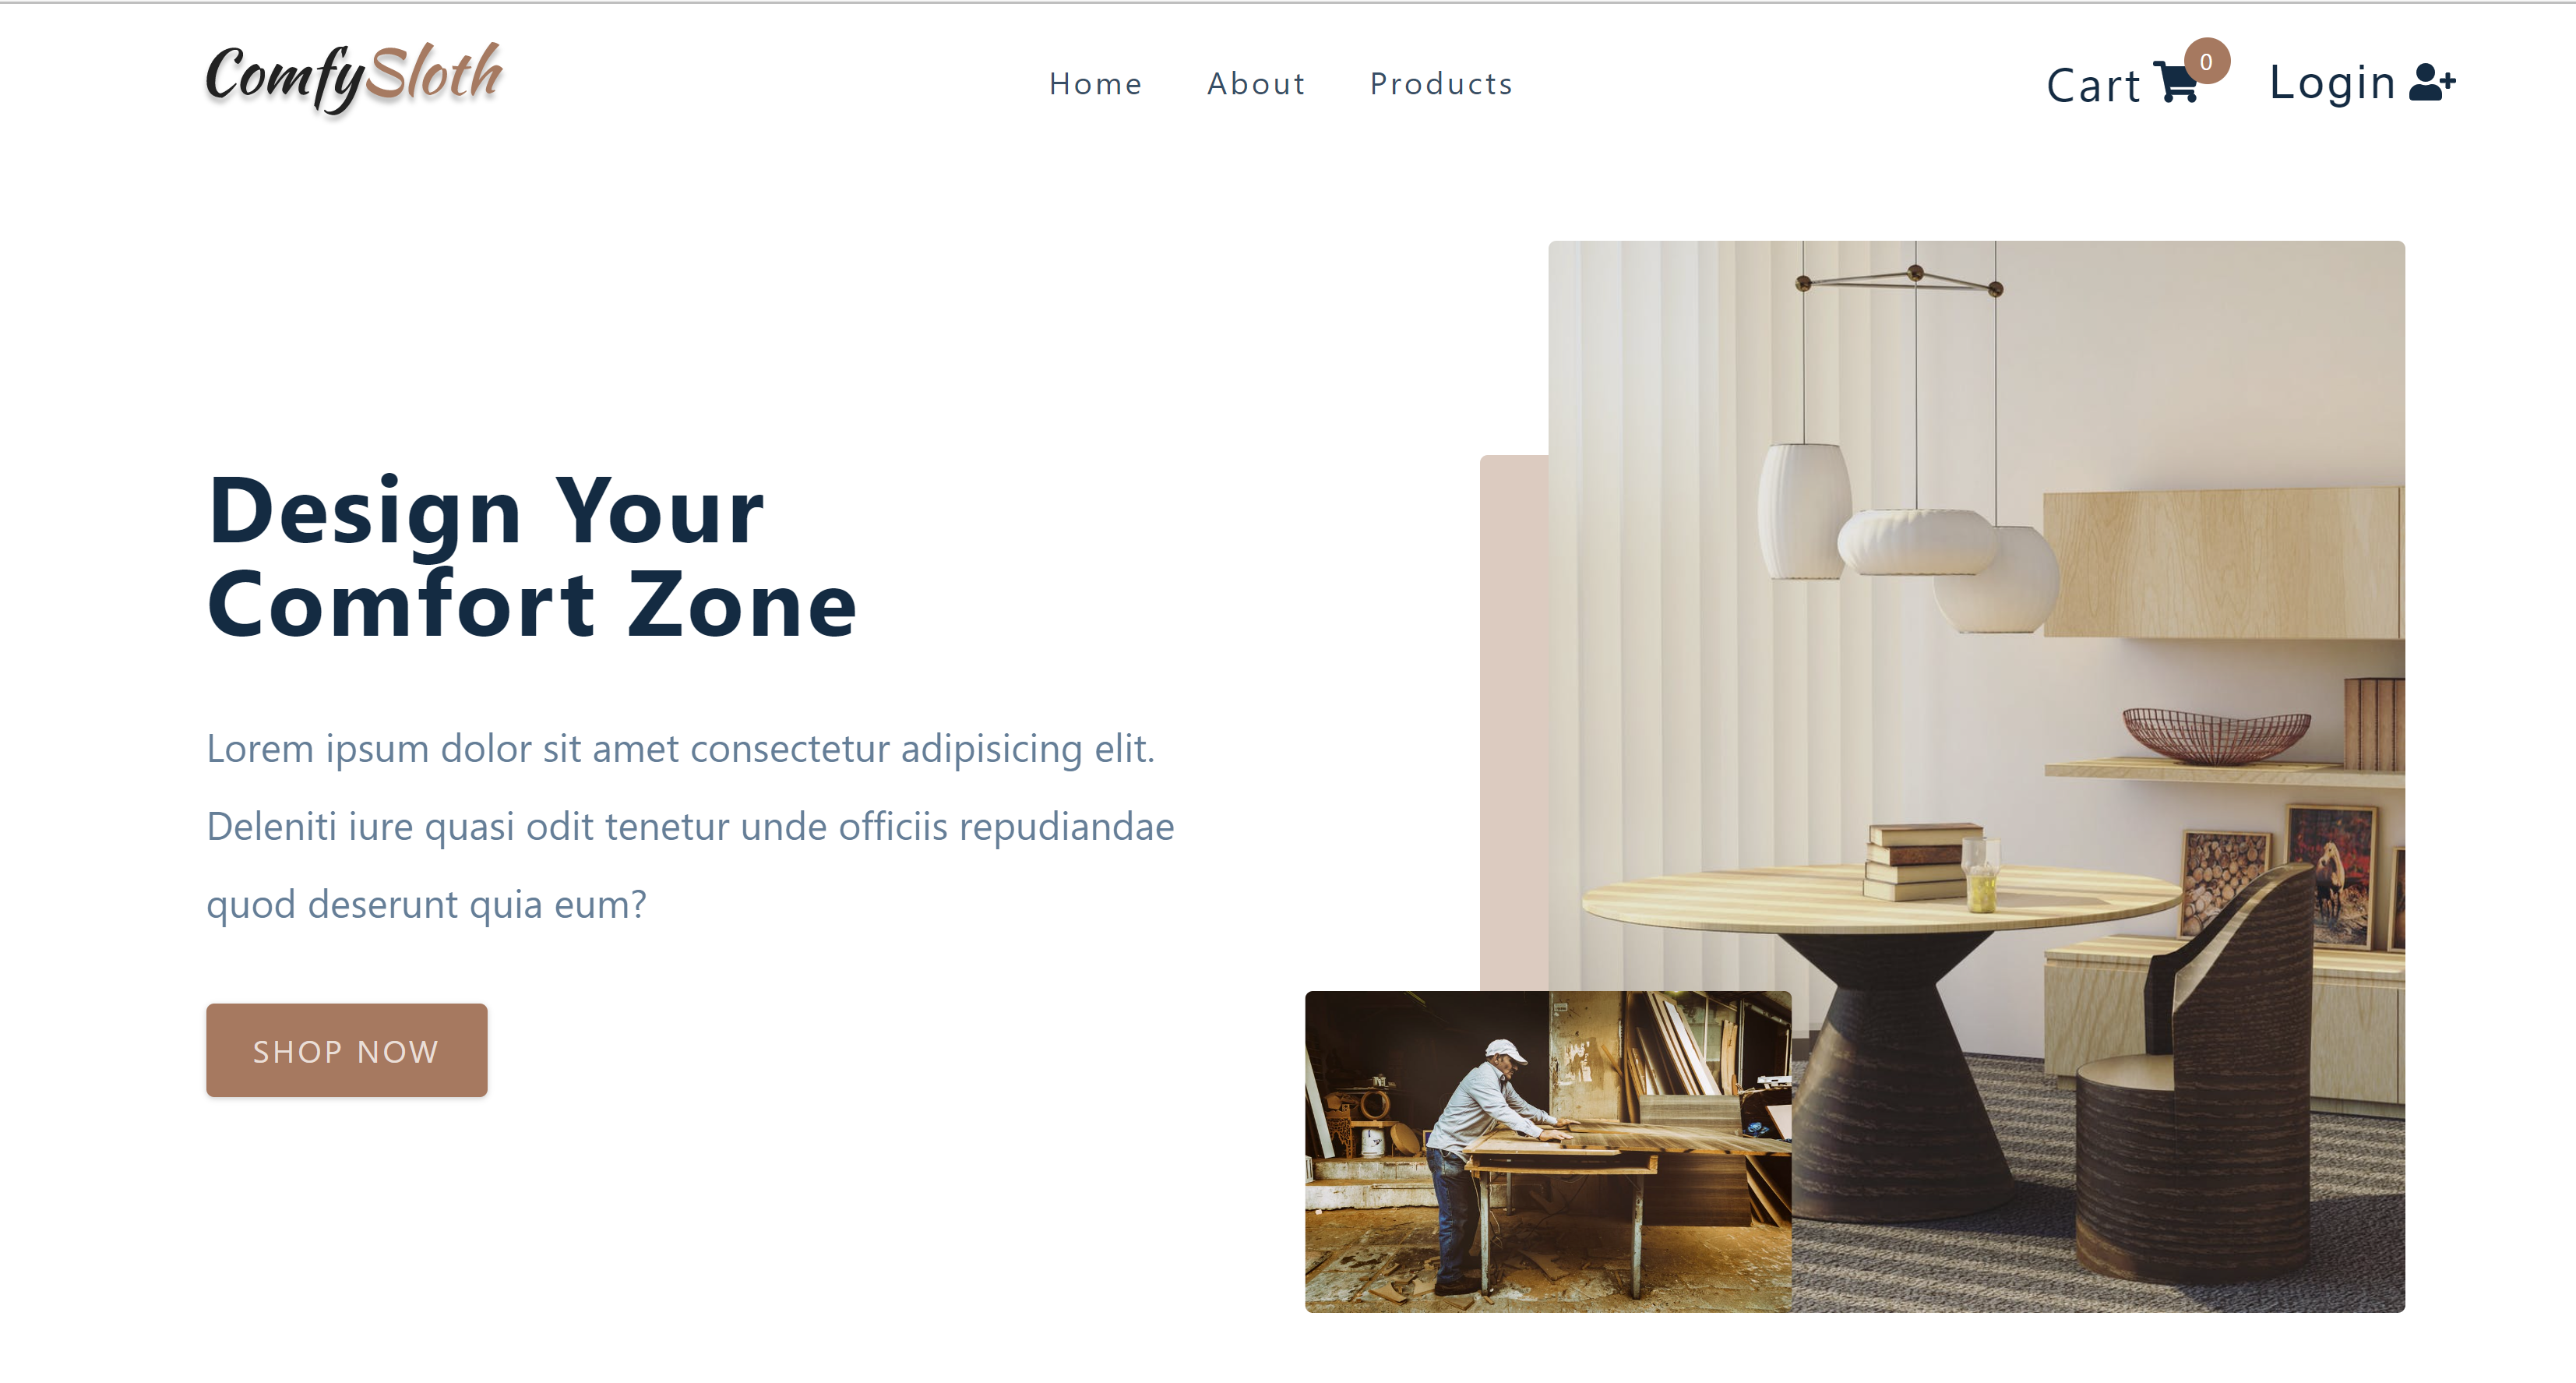 ComfySloth
Home About Products
Cart 0 Login
Design Your
Comfort Zone
Lorem ipsum dolor sit amet consectetur adipisicing elit.
Deleniti iure quasi odit tenetur unde officiis repudiandae
quod deserunt quia eum?
SHOP NOW